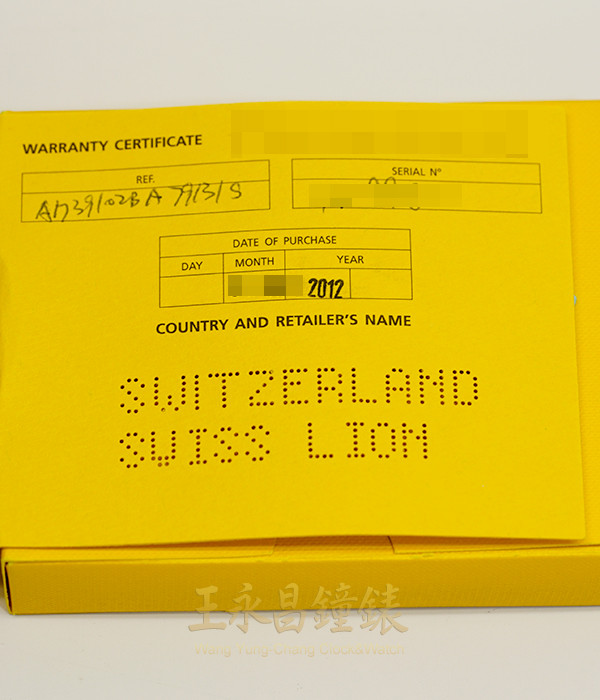 WARRANTY CERTIFICATE
REF.
A1739102BA 79131S
SERIAL N°
DATE OF PURCHASE
DAY MONTH YEAR
2012
COUNTRY AND RETAILER'S NAME
SWITZERLAND
SWISS LION
王永昌鐘錶